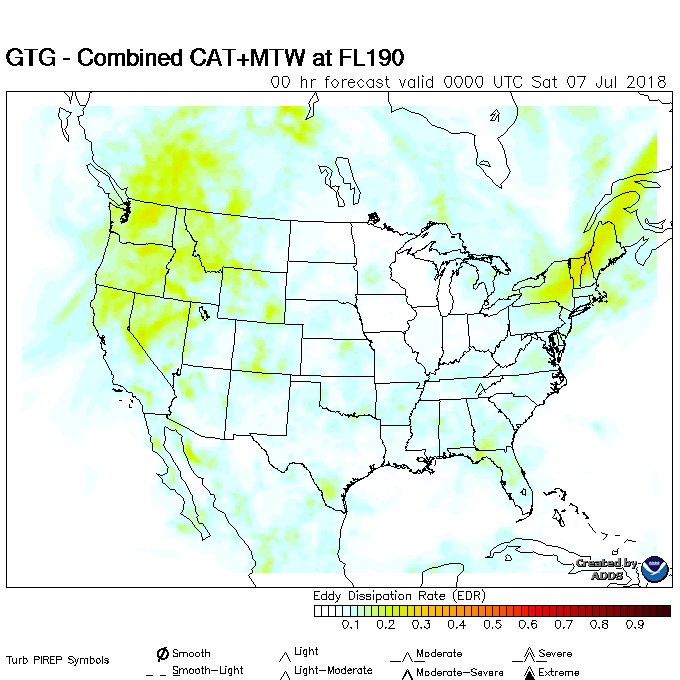 GTG - Combined CAT+MTW at FL190
00 hr forecast valid 0000 UTC Sat 07 Jul 2018
Created by
ADDS
Eddy Dissipation Rate (EDR)
0.1 0.2 0.3 0.4 0.5 0.6 0.7 0.8 0.9
Turb PIREP Symbols
Smooth Light Moderate Severe
Smooth-Light Light-Moderate Moderate-Severe Extreme